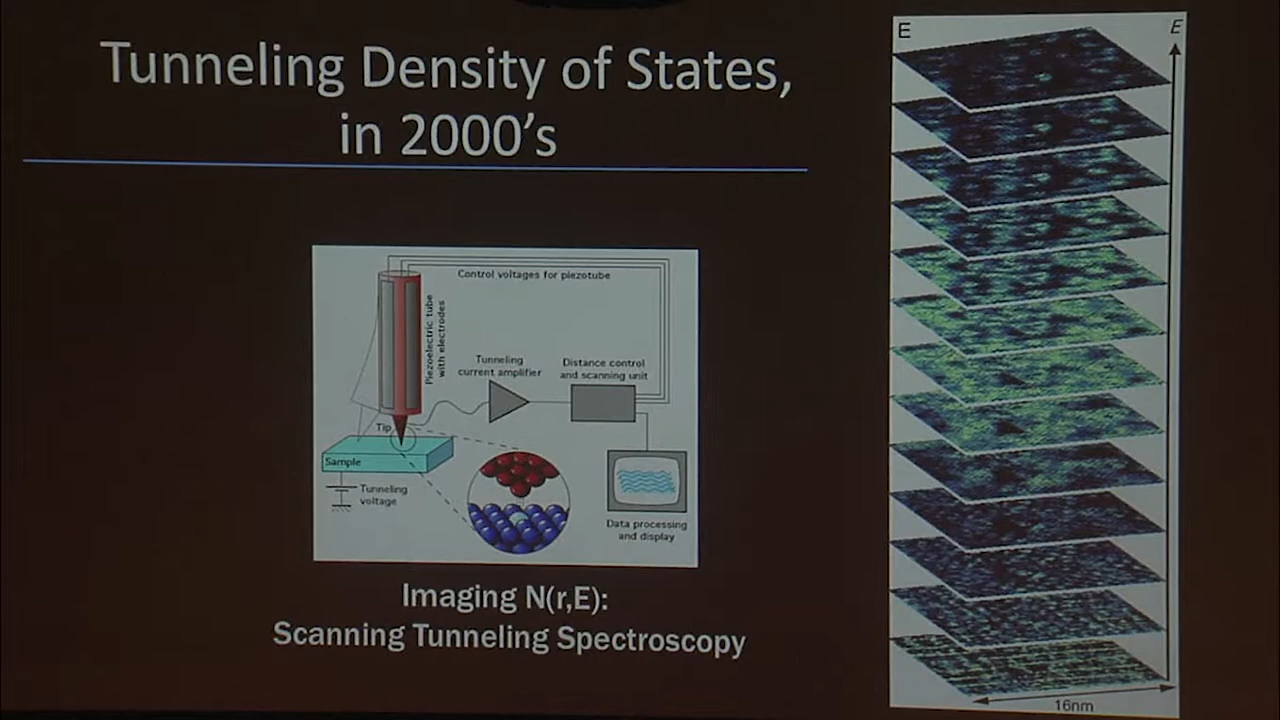 Tunneling Density of States,
in 2000's
Control voltages for piezotube
Piezoelectric tube
with electrodes
Tunneling
current amplifier
Distance control
and scanning unit
Tip
Sample
Tunneling
voltage
Data processing
and display
Imaging N(r,E):
Scanning Tunneling Spectroscopy
E
E
16nm